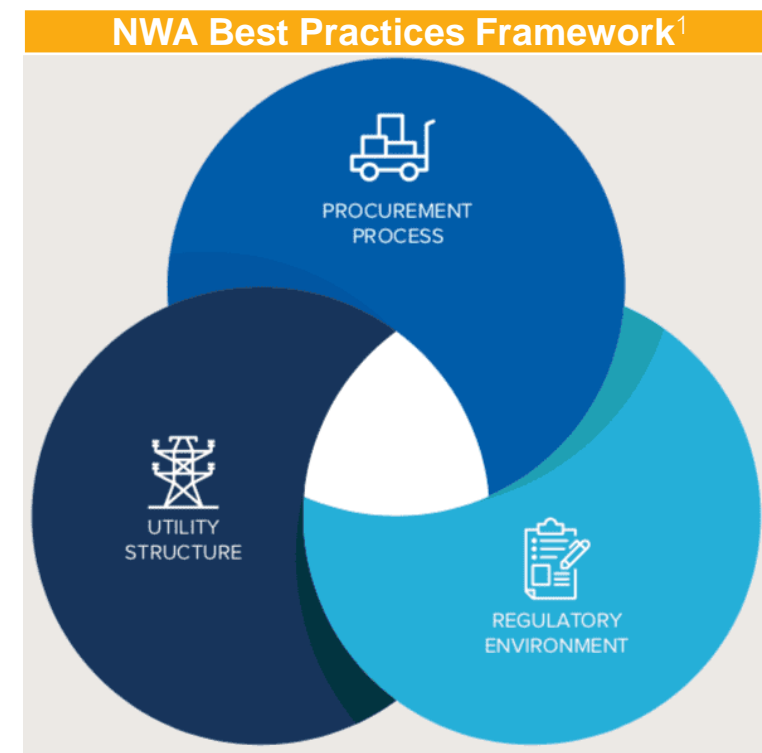 NWA Best Practices Framework¹
PROCUREMENT
PROCESS
UTILITY
STRUCTURE
REGULATORY
ENVIRONMENT